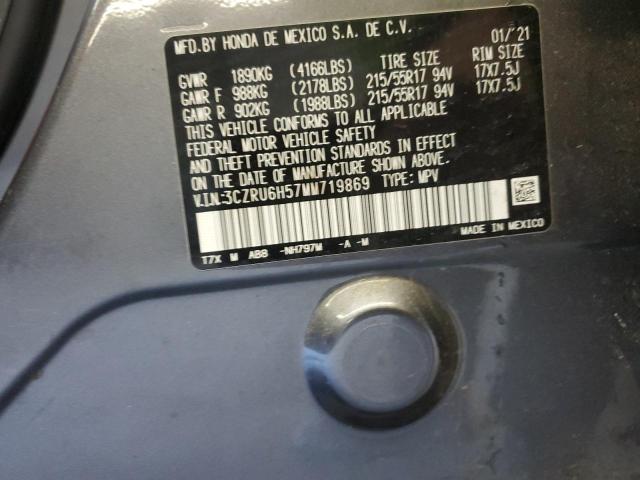 MFD.BY HONDA DE MEXICO S.A. DE C.V. 01/'21
TIRE SIZE RIM SIZE
GVWR 1890KG (4166LBS)
GAWR F 988KG (2178LBS) 215/55R17 94V 17X7.5J
GAWR R 902KG (1988LBS) 215/55R17 94V 17X7.5J
THIS VEHICLE CONFORMS TO ALL APPLICABLE
FEDERAL MOTOR VEHICLE SAFETY
AND THEFT PREVENTION STANDARDS IN EFFECT
ON THE DATE OF MANUFACTURE SHOWN ABOVE.
V.I.N.:3CZRU6H57MM719869 TYPE: MPV
T7X M AB8 -NH797M -A -M MADE IN MEXICO